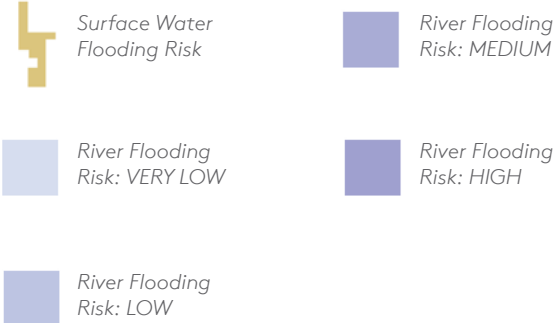 Surface Water
Flooding Risk
River Flooding
Risk: VERY LOW
River Flooding
Risk: LOW
River Flooding
Risk: MEDIUM
River Flooding
Risk: HIGH